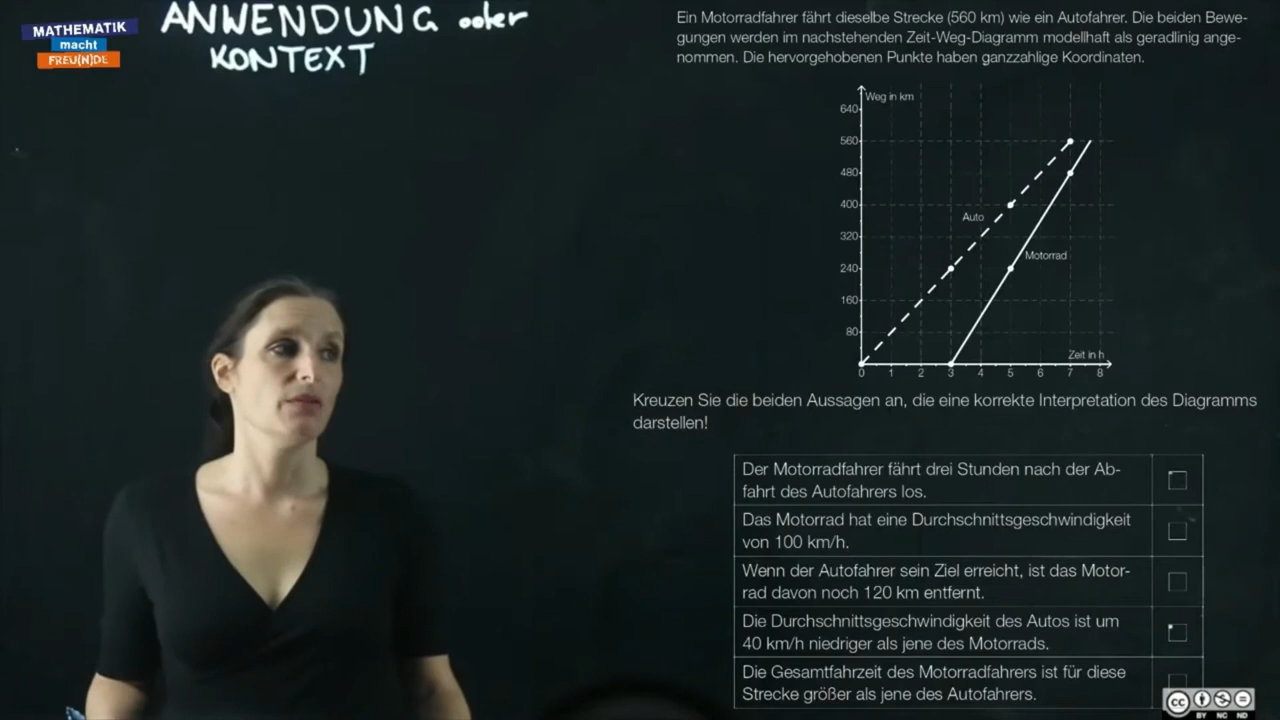 MATHEMATIK
macht
FREU(N)DE
ANWENDUNG oder
KONTEXT
Ein Motorradfahrer fährt dieselbe Strecke (560 km) wie ein Autofahrer. Die beiden Bewe-
gungen werden im nachstehenden Zeit-Weg-Diagramm modellhaft als geradlinig ange-
nommen. Die hervorgehobenen Punkte haben ganzzahlige Koordinaten.
Weg in km
640
560
480
400
Auto
320
Motorrad
240
160
80
Zeit in h
0 1 2 3 4 5 6 7 8
Kreuzen Sie die beiden Aussagen an, die eine korrekte Interpretation des Diagramms
darstellen!
Der Motorradfahrer fährt drei Stunden nach der Ab-
fahrt des Autofahrers los.
Das Motorrad hat eine Durchschnittsgeschwindigkeit
von 100 km/h.
Wenn der Autofahrer sein Ziel erreicht, ist das Motor-
rad davon noch 120 km entfernt.
Die Durchschnittsgeschwindigkeit des Autos ist um
40 km/h niedriger als jene des Motorrads.
Die Gesamtfahrzeit des Motorradfahrers ist für diese
Strecke größer als jene des Autofahrers.
cc
BY NC ND